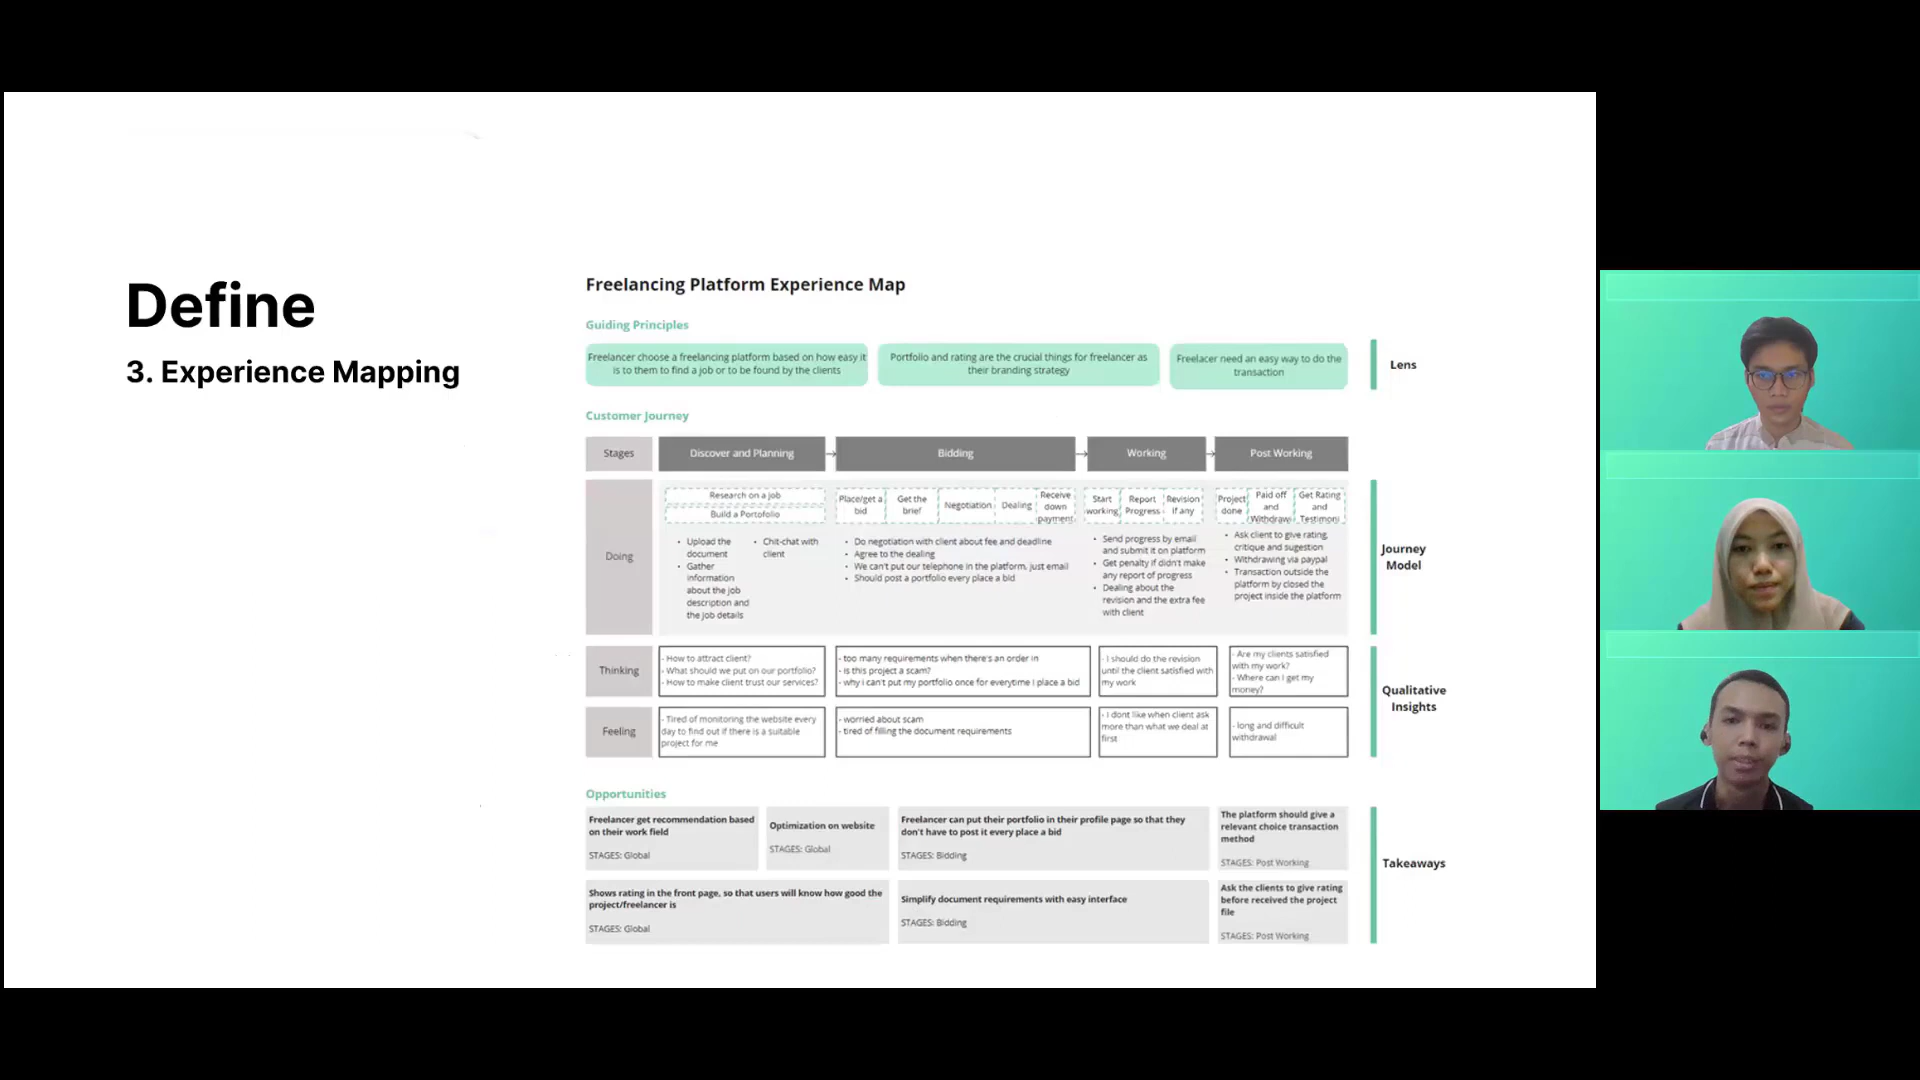 Define
3. Experience Mapping
Freelancing Platform Experience Map
Guiding Principles
Freelancer choose a freelancing platform based on how easy it
is to them to find a job or to be found by the clients
Portfolio and rating are the crucial things for freelancer as
their branding strategy
Freelacer need an easy way to do the
transaction
Lens
Customer Journey
Stages
Discover and Planning
Bidding
Working
Post Working
Doing
Research on a job
Build a Portofolio
Place/get a
bid
Get the
brief
Negotiation
Dealing
Receive
down
payment
Start
working
Report
Progress
Revision
if any
Project
done
Paid off
and
Withdraw
Get Rating
and
Testimoni
• Upload the
document
• Gather
information
about the job
description and
the job details
• Chit-chat with
client
• Do negotiation with client about fee and deadline
• Agree to the dealing
• We can't put our telephone in the platform, just email
• Should post a portfolio every place a bid
• Send progress by email
and submit it on platform
• Get penalty if didn't make
any report of progress
• Dealing about the
revision and the extra fee
with client
• Ask client to give rating,
critique and sugestion
• Withdrawing via paypal
• Transaction outside the
platform by closed the
project inside the platform
Journey
Model
Thinking
- How to attract client?
- What should we put on our portfolio?
- How to make client trust our services?
- too many requirements when there's an order in
- is this project a scam?
- why i can't put my portfolio once for everytime I place a bid
- I should do the revision
until the client satisfied with
my work
- Are my clients satisfied
with my work?
- Where can I get my
money?
Feeling
- Tired of monitoring the website every
day to find out if there is a suitable
project for me
- worried about scam
- tired of filling the document requirements
- I dont like when client ask
more than what we deal at
first
- long and difficult
withdrawal
Qualitative
Insights
Opportunities
Freelancer get recommendation based
on their work field
STAGES: Global
Optimization on website
STAGES: Global
Freelancer can put their portfolio in their profile page so that they
don't have to post it every place a bid
STAGES: Bidding
The platform should give a
relevant choice transaction
method
STAGES: Post Working
Shows rating in the front page, so that users will know how good the
project/freelancer is
STAGES: Global
Simplify document requirements with easy interface
STAGES: Bidding
Ask the clients to give rating
before received the project
file
STAGES: Post Working
Takeaways